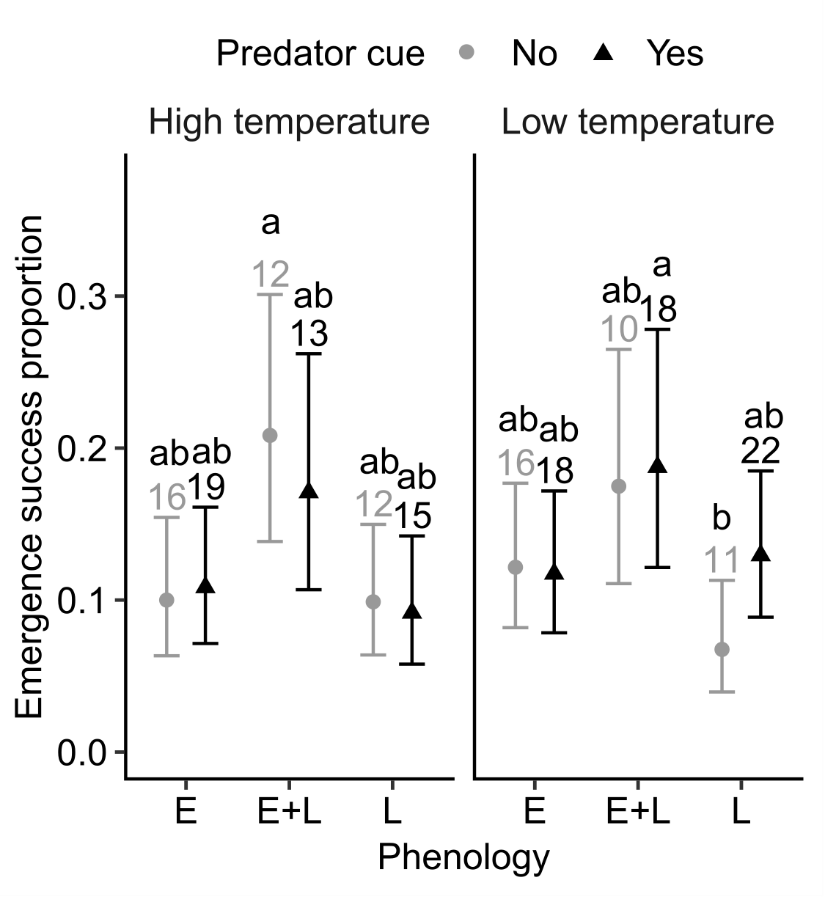 Predator cue No Yes
High temperature Low temperature
Emergence success proportion
0.3
0.2
0.1
0.0
a
12
ab
13
ab ab
16 19
ab ab
12 15
a
ab 18
10
ab ab
16 18
ab
22
b
11
E E+L L E E+L L
Phenology